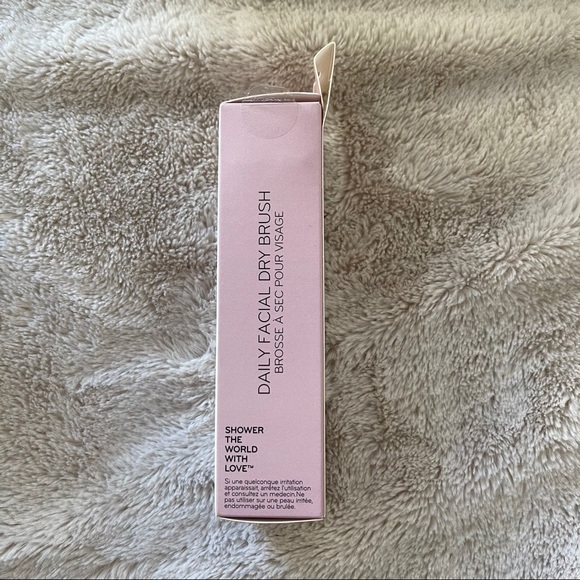 DAILY FACIAL DRY BRUSH
BROSSE À SEC POUR VISAGE
SHOWER
THE
WORLD
WITH
LOVE™
Si une quelconque irritation
apparaissait, arrêtez l'utilisation
et consultez un medecin.Ne
pas utiliser sur une peau irritée,
endommagée ou brulée.